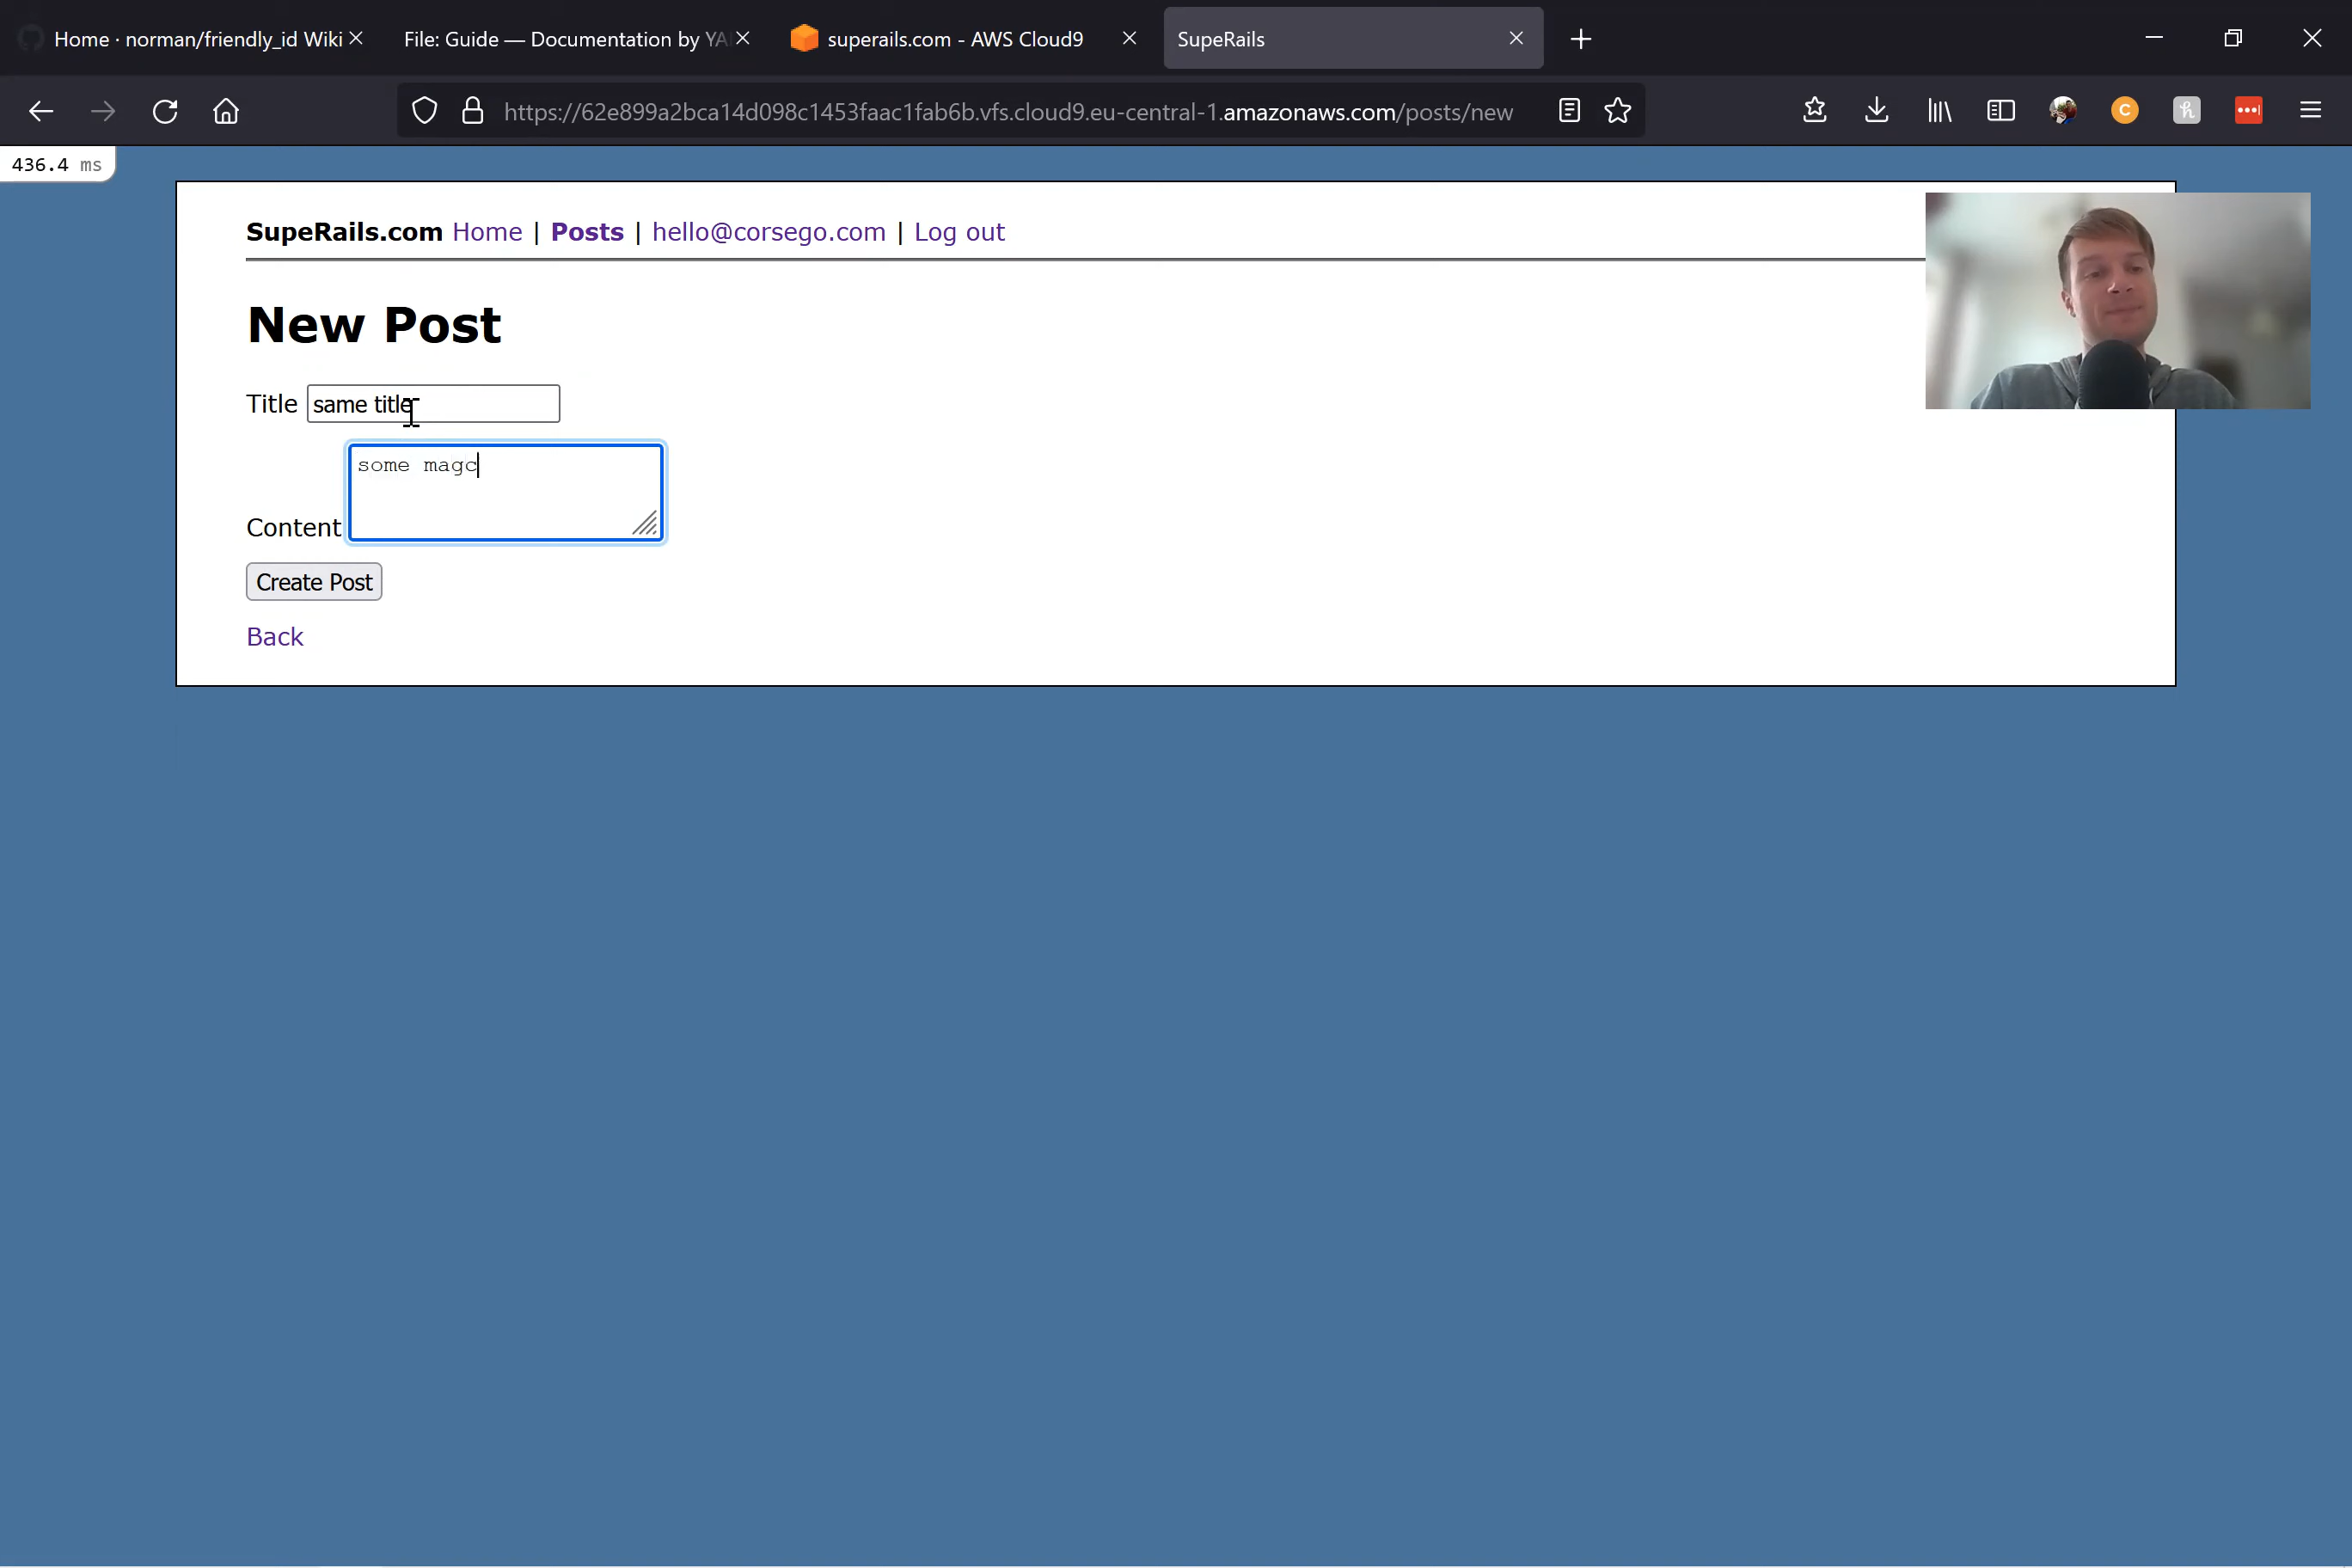 Home · norman/friendly_id Wiki
File: Guide — Documentation by YA
superails.com - AWS Cloud9
SupeRails
https://62e899a2bca14d098c1453faac1fab6b.vfs.cloud9.eu-central-1.amazonaws.com/posts/new
436.4 ms
SupeRails.com Home | Posts | hello@corsego.com | Log out
New Post
Title same title
some magc
Content
Create Post
Back